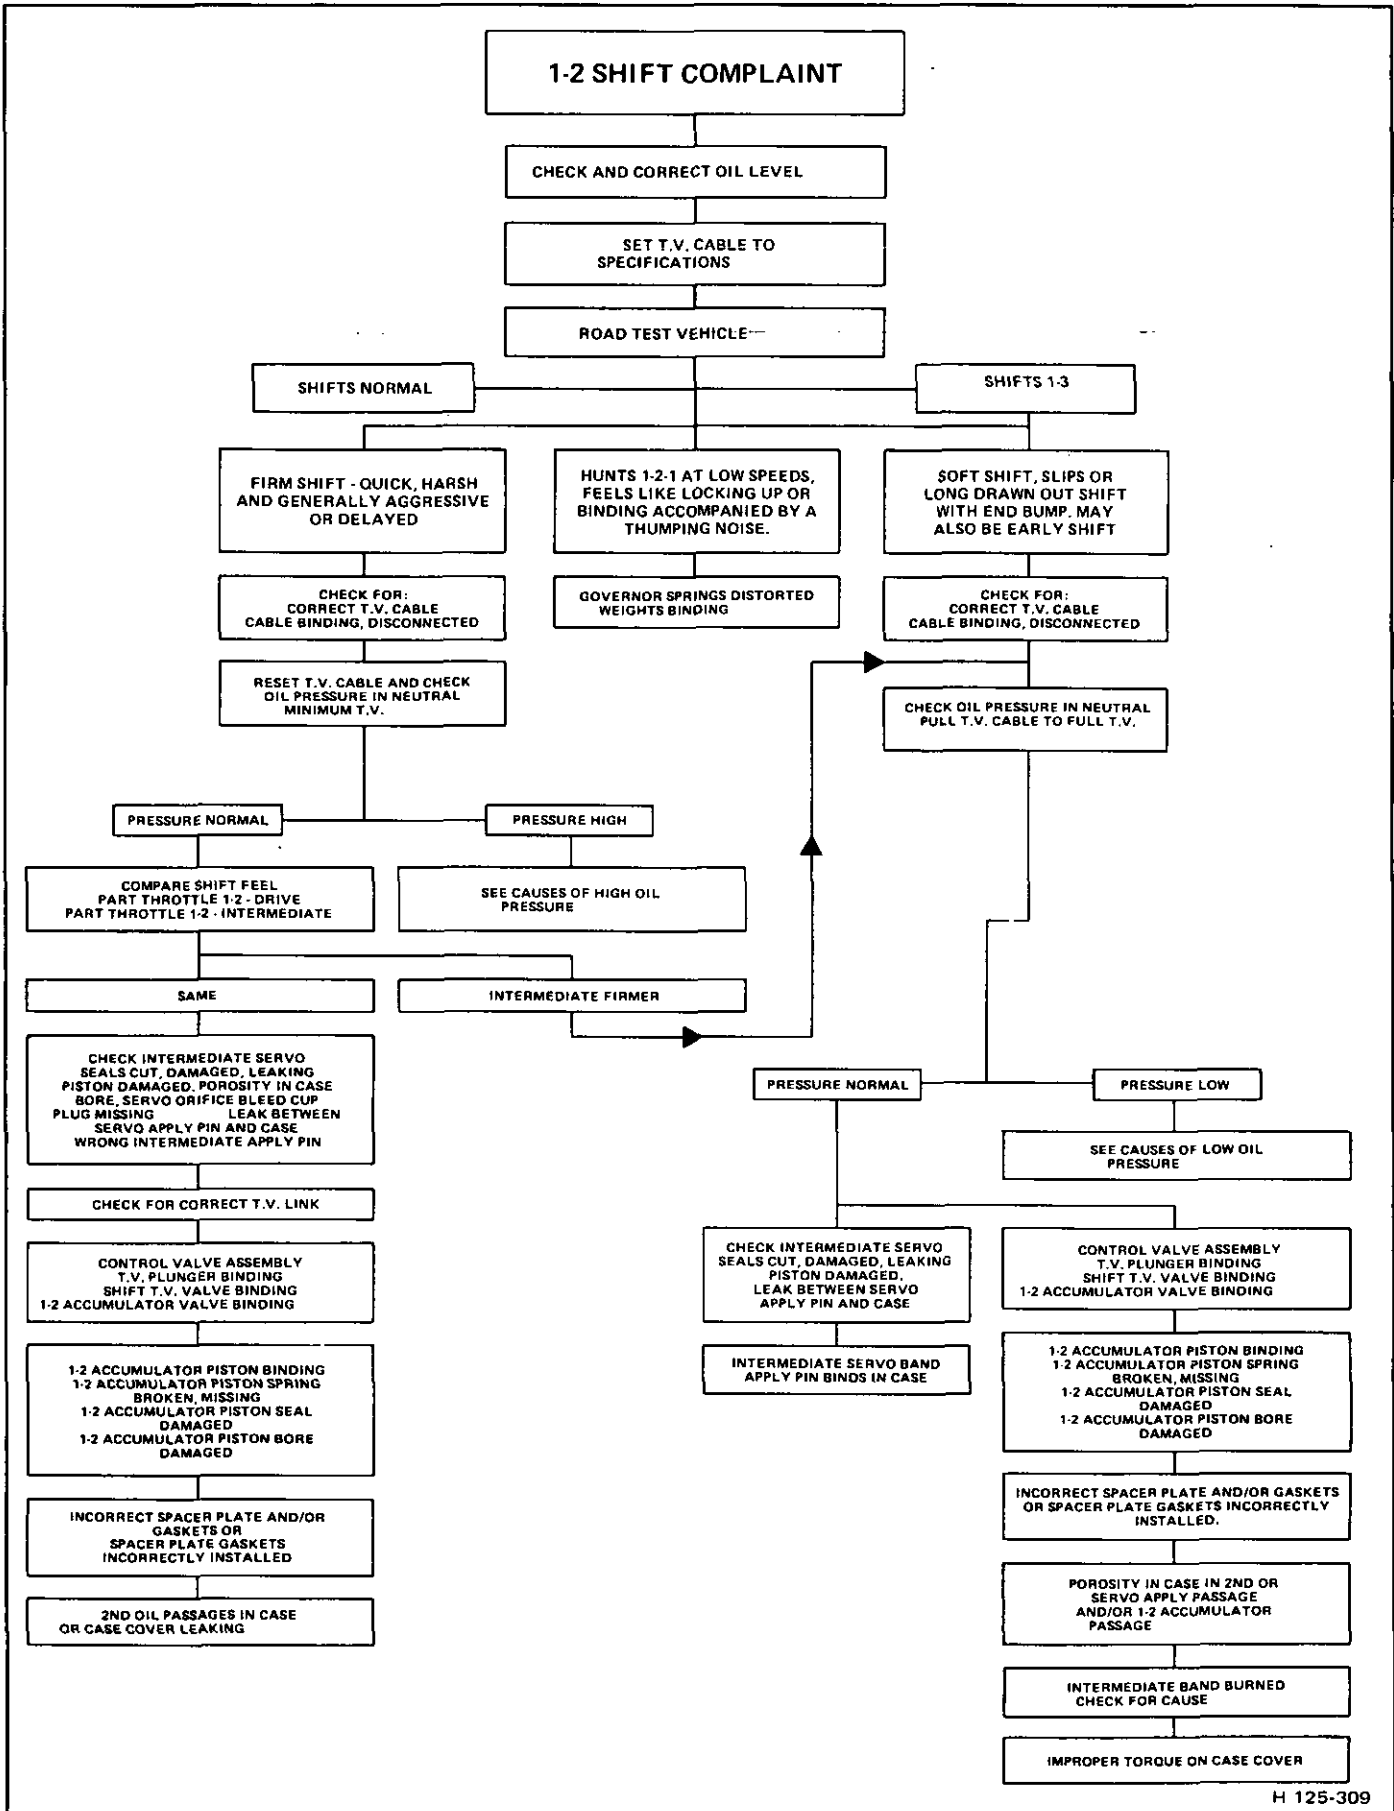 1-2 SHIFT COMPLAINT
CHECK AND CORRECT OIL LEVEL
SET T.V. CABLE TO
SPECIFICATIONS
ROAD TEST VEHICLE
SHIFTS NORMAL
SHIFTS 1-3
FIRM SHIFT - QUICK, HARSH
AND GENERALLY AGGRESSIVE
OR DELAYED
HUNTS 1-2-1 AT LOW SPEEDS,
FEELS LIKE LOCKING UP OR
BINDING ACCOMPANIED BY A
THUMPING NOISE.
SOFT SHIFT, SLIPS OR
LONG DRAWN OUT SHIFT
WITH END BUMP. MAY
ALSO BE EARLY SHIFT
CHECK FOR:
CORRECT T.V. CABLE
CABLE BINDING, DISCONNECTED
GOVERNOR SPRINGS DISTORTED
WEIGHTS BINDING
CHECK FOR:
CORRECT T.V. CABLE
CABLE BINDING, DISCONNECTED
RESET T.V. CABLE AND CHECK
OIL PRESSURE IN NEUTRAL
MINIMUM T.V.
CHECK OIL PRESSURE IN NEUTRAL
PULL T.V. CABLE TO FULL T.V.
PRESSURE NORMAL
PRESSURE HIGH
COMPARE SHIFT FEEL
PART THROTTLE 1-2 - DRIVE
PART THROTTLE 1-2 - INTERMEDIATE
SEE CAUSES OF HIGH OIL
PRESSURE
SAME
INTERMEDIATE FIRMER
CHECK INTERMEDIATE SERVO
SEALS CUT, DAMAGED, LEAKING
PISTON DAMAGED. POROSITY IN CASE
BORE, SERVO ORIFICE BLEED CUP
PLUG MISSING LEAK BETWEEN
SERVO APPLY PIN AND CASE
WRONG INTERMEDIATE APPLY PIN
CHECK FOR CORRECT T.V. LINK
CONTROL VALVE ASSEMBLY
T.V. PLUNGER BINDING
SHIFT T.V. VALVE BINDING
1-2 ACCUMULATOR VALVE BINDING
1-2 ACCUMULATOR PISTON BINDING
1-2 ACCUMULATOR PISTON SPRING
BROKEN, MISSING
1-2 ACCUMULATOR PISTON SEAL
DAMAGED
1-2 ACCUMULATOR PISTON BORE
DAMAGED
INCORRECT SPACER PLATE AND/OR
GASKETS OR
SPACER PLATE GASKETS
INCORRECTLY INSTALLED
2ND OIL PASSAGES IN CASE
OR CASE COVER LEAKING
PRESSURE NORMAL
PRESSURE LOW
SEE CAUSES OF LOW OIL
PRESSURE
CHECK INTERMEDIATE SERVO
SEALS CUT, DAMAGED, LEAKING
PISTON DAMAGED.
LEAK BETWEEN SERVO
APPLY PIN AND CASE
INTERMEDIATE SERVO BAND
APPLY PIN BINDS IN CASE
CONTROL VALVE ASSEMBLY
T.V. PLUNGER BINDING
SHIFT T.V. VALVE BINDING
1-2 ACCUMULATOR VALVE BINDING
1-2 ACCUMULATOR PISTON BINDING
1-2 ACCUMULATOR PISTON SPRING
BROKEN, MISSING
1-2 ACCUMULATOR PISTON SEAL
DAMAGED
1-2 ACCUMULATOR PISTON BORE
DAMAGED
INCORRECT SPACER PLATE AND/OR GASKETS
OR SPACER PLATE GASKETS INCORRECTLY
INSTALLED.
POROSITY IN CASE IN 2ND OR
SERVO APPLY PASSAGE
AND/OR 1-2 ACCUMULATOR
PASSAGE
INTERMEDIATE BAND BURNED
CHECK FOR CAUSE
IMPROPER TORQUE ON CASE COVER
H 125-309